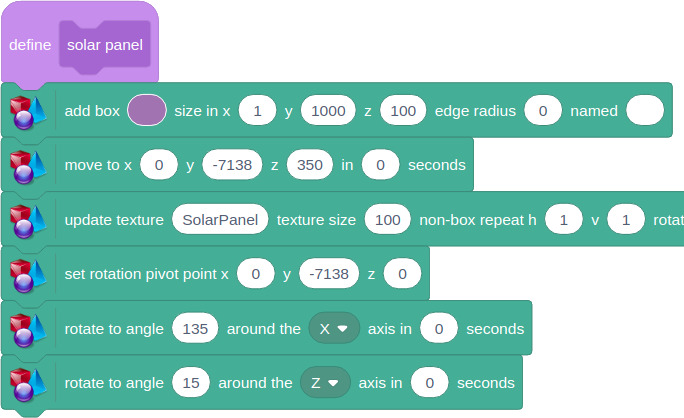 define solar panel
add box size in x 1 y 1000 z 100 edge radius 0 named
move to x 0 y -7138 z 350 in 0 seconds
update texture SolarPanel texture size 100 non-box repeat h 1 v 1 rotat
set rotation pivot point x 0 y -7138 z 0
rotate to angle 135 around the X axis in 0 seconds
rotate to angle 15 around the Z axis in 0 seconds